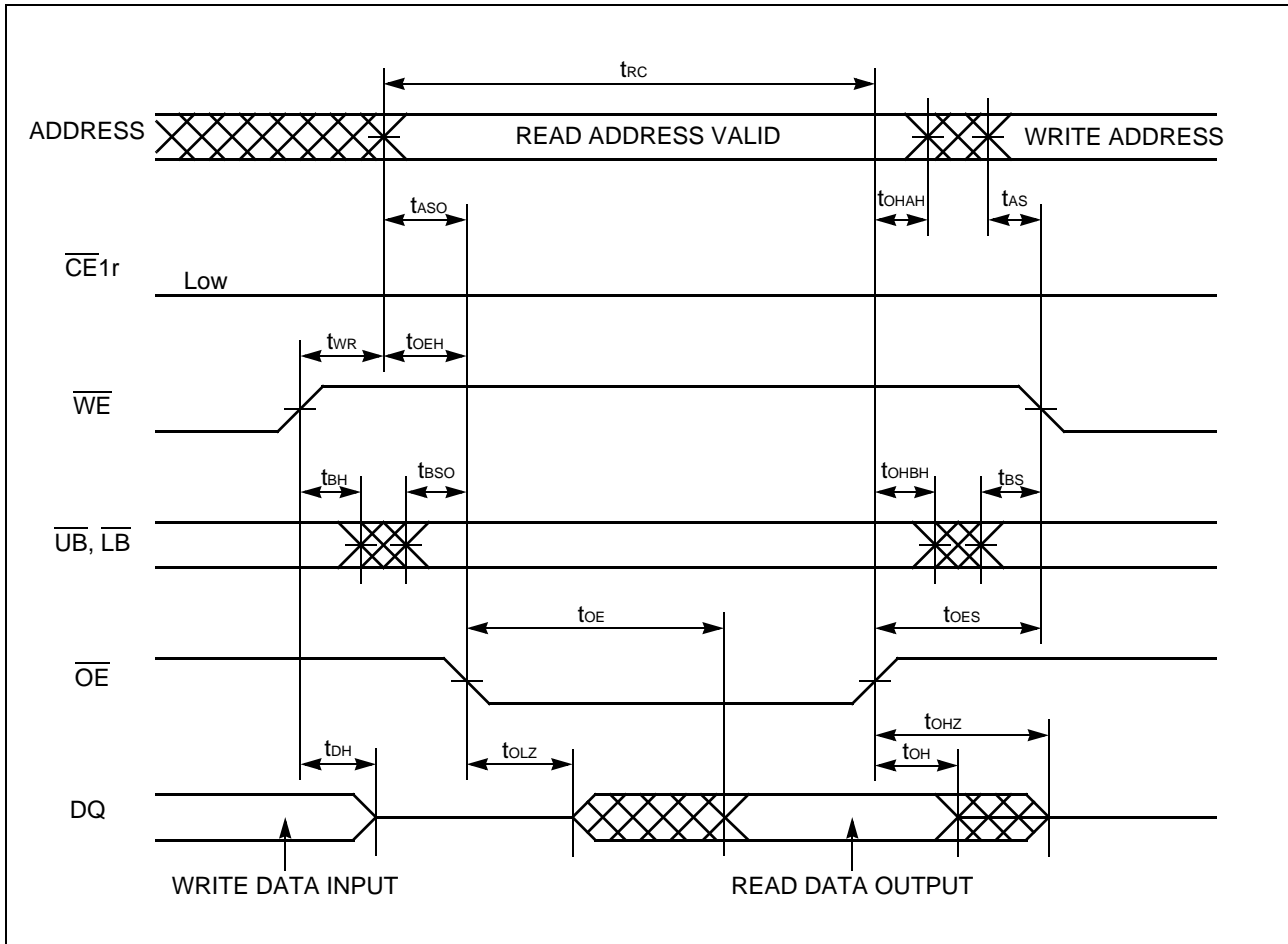 tRC
ADDRESS READ ADDRESS VALID WRITE ADDRESS
tASO tOHAH tAS
CE1r Low
tWR tOEH
WE
tBH tBSO tOHBH tBS
UB, LB
tOE tOES
OE
tOHZ
tDH tOLZ tOH
DQ
WRITE DATA INPUT READ DATA OUTPUT